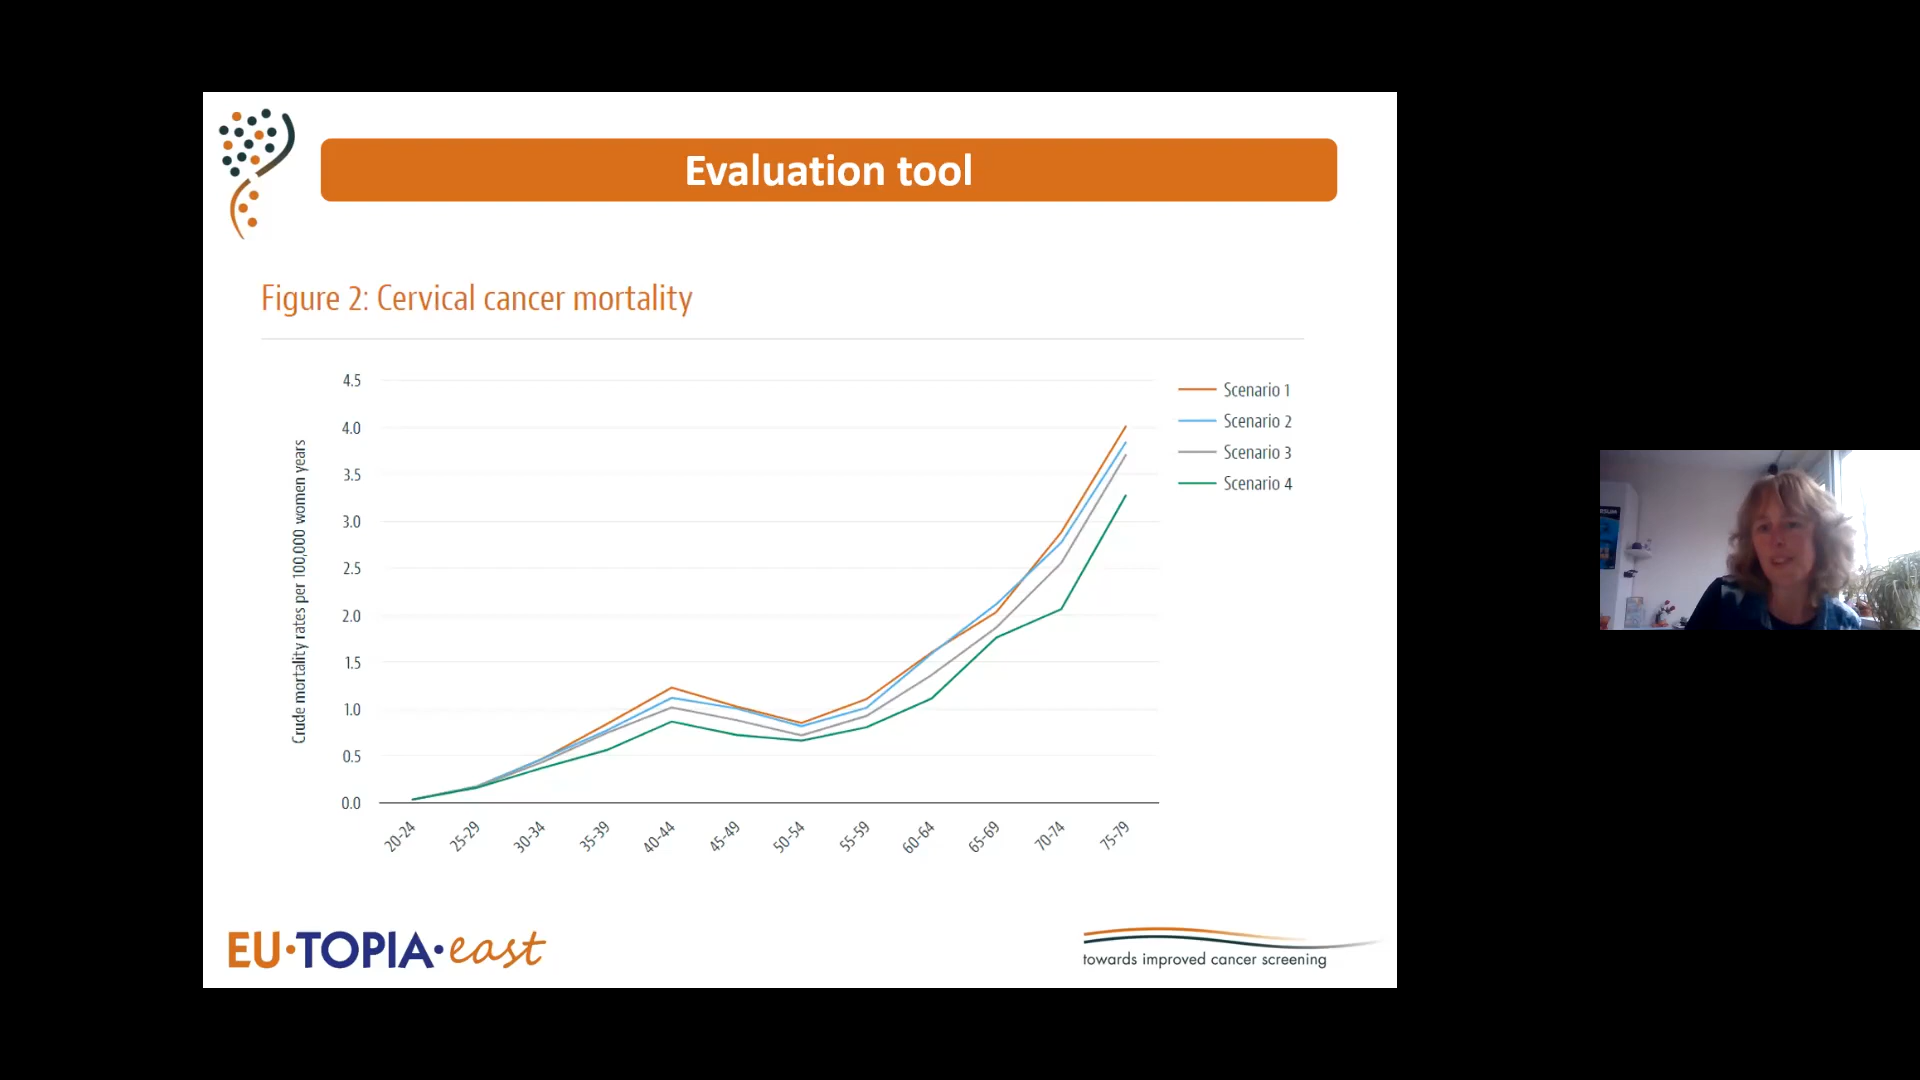 Evaluation tool
Figure 2: Cervical cancer mortality
Crude mortality rates per 100,000 women years
4.5
4.0
3.5
3.0
2.5
2.0
1.5
1.0
0.5
0.0
20-24
25-29
30-34
35-39
40-44
45-49
50-54
55-59
60-64
65-69
70-74
75-79
Scenario 1
Scenario 2
Scenario 3
Scenario 4
EU·TOPIA·east
towards improved cancer screening